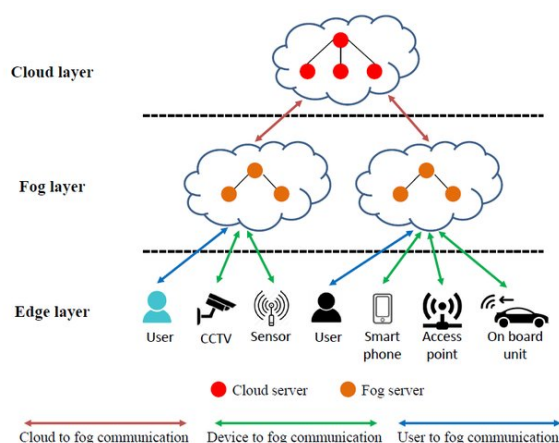 Cloud layer
Fog layer
Edge layer
User
CCTV
Sensor
User
Smart
phone
Access
point
On board
unit
Cloud server
Fog server
Cloud to fog communication
Device to fog communication
User to fog communication